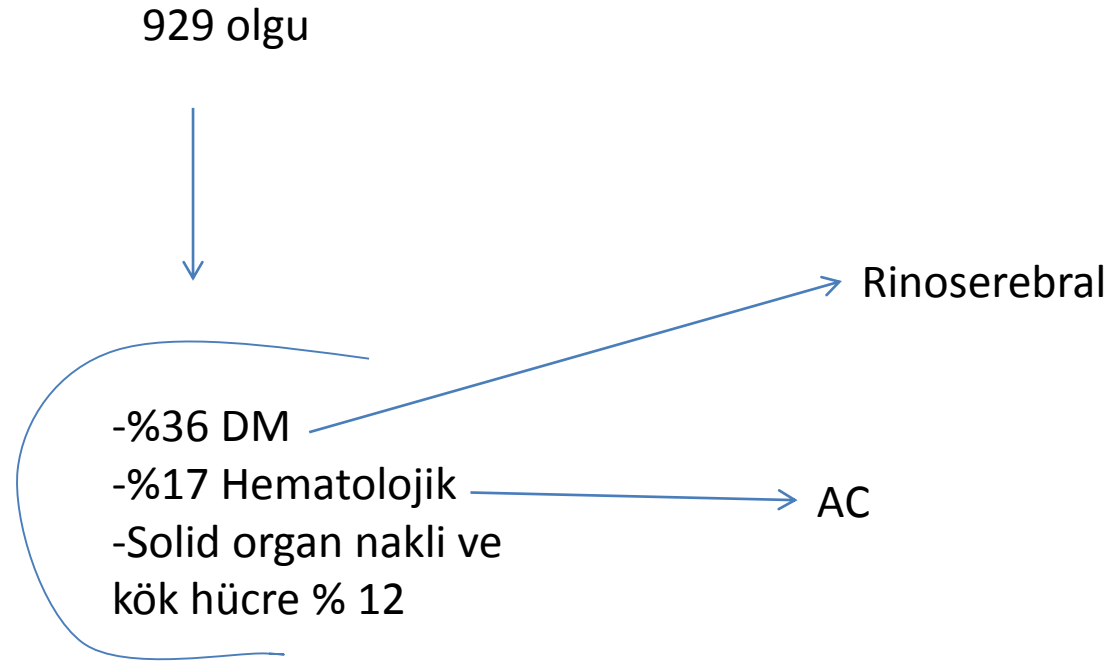 929 olgu
Rinoserebral
-%36 DM
-%17 Hematolojik
AC
-Solid organ nakli ve
kök hücre % 12